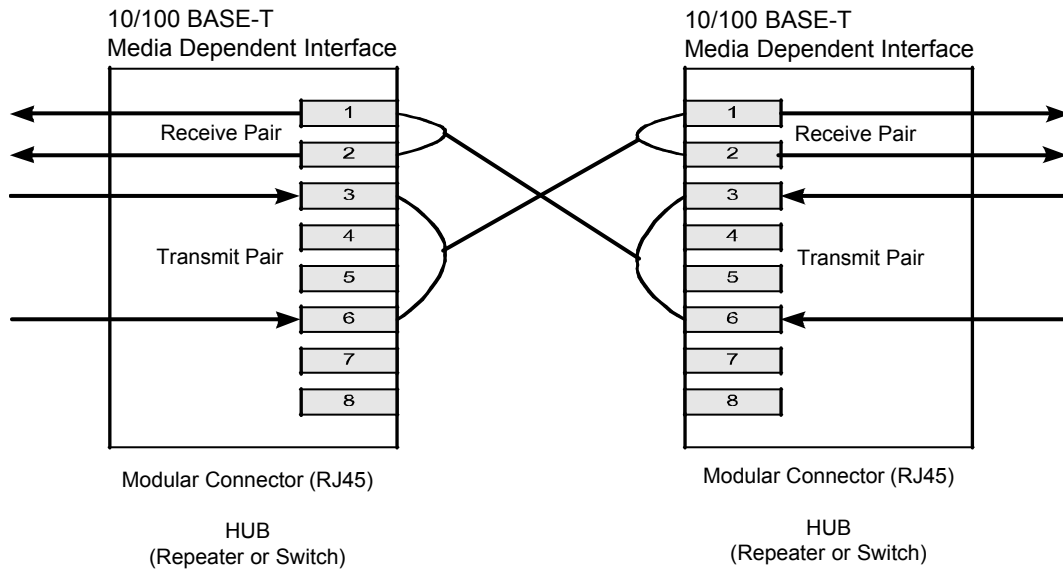 10/100 BASE-T
Media Dependent Interface
1
Receive Pair
2
3
4
Transmit Pair
5
6
7
8
Modular Connector (RJ45)
HUB
(Repeater or Switch)
10/100 BASE-T
Media Dependent Interface
1
Receive Pair
2
3
4
Transmit Pair
5
6
7
8
Modular Connector (RJ45)
HUB
(Repeater or Switch)